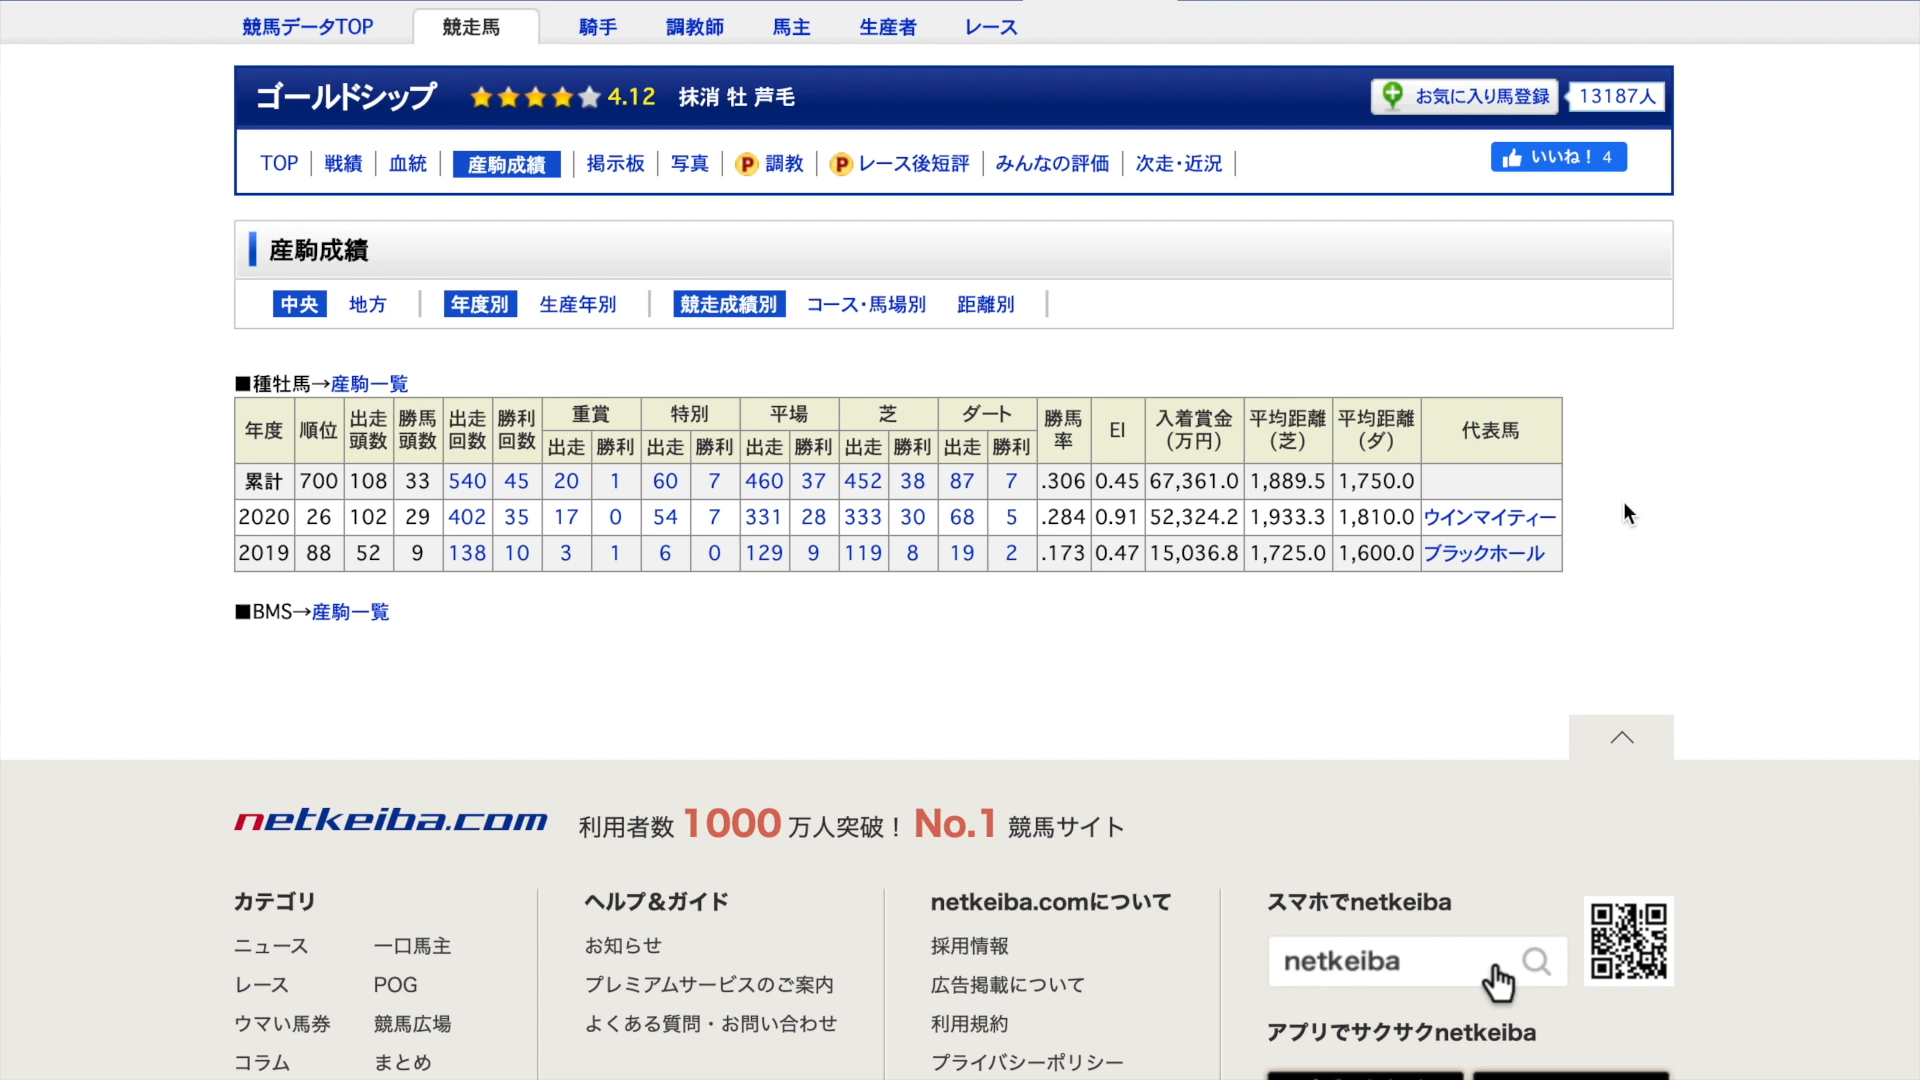 競馬データTOP 競走馬 騎手 調教師 馬主 生産者 レース
ゴールドシップ 4.12 抹消 牡 芦毛 お気に入り馬登録 13187人
TOP 戦績 血統 産駒成績 掲示板 写真 P 調教 P レース後短評 みんなの評価 次走・近況 いいね! 4
産駒成績
中央 地方 年度別 生産年別 競走成績別 コース・馬場別 距離別
■種牡馬→産駒一覧
年度 順位 出走頭数 勝馬頭数 出走回数 勝利回数 重賞 特別 平場 芝 ダート 勝馬率 EI 入着賞金(万円) 平均距離(芝) 平均距離(ダ) 代表馬
出走 勝利 出走 勝利 出走 勝利 出走 勝利 出走 勝利
累計 700 108 33 540 45 20 1 60 7 460 37 452 38 87 7 .306 0.45 67,361.0 1,889.5 1,750.0
2020 26 102 29 402 35 17 0 54 7 331 28 333 30 68 5 .284 0.91 52,324.2 1,933.3 1,810.0 ウインマイティー
2019 88 52 9 138 10 3 1 6 0 129 9 119 8 19 2 .173 0.47 15,036.8 1,725.0 1,600.0 ブラックホール
■BMS→産駒一覧
netkeiba.com 利用者数 1000 万人突破! No.1 競馬サイト
カテゴリ ヘルプ&ガイド netkeiba.comについて スマホでnetkeiba
ニュース 一口馬主 お知らせ 採用情報 netkeiba
レース POG プレミアムサービスのご案内 広告掲載について
ウマい馬券 競馬広場 よくある質問・お問い合わせ 利用規約 アプリでサクサクnetkeiba
コラム まとめ プライバシーポリシー